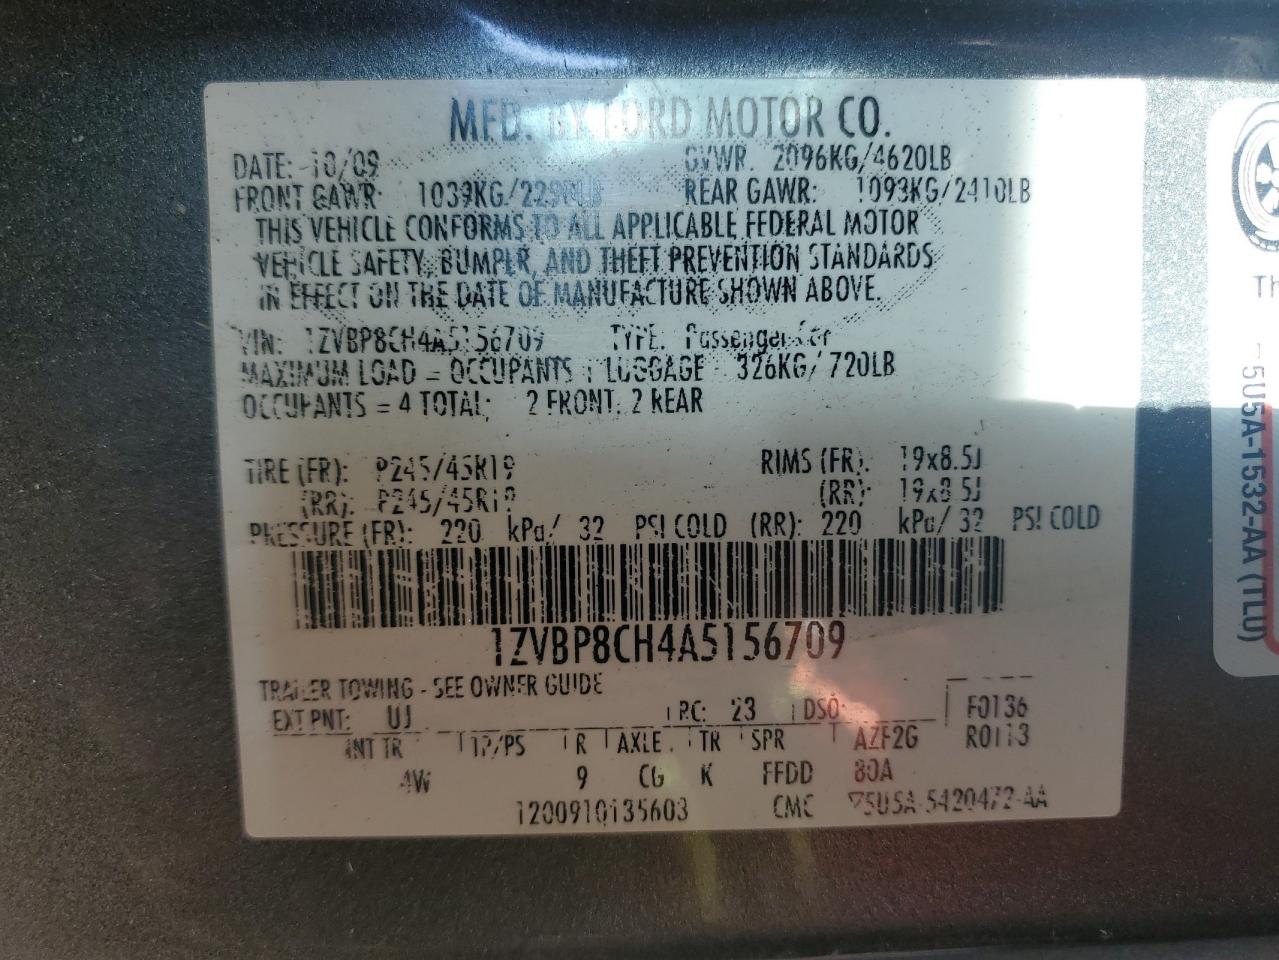 MFD. BY FORD MOTOR CO.
DATE: 10/09 GVWR: 2096KG/4620LB
FRONT GAWR: 1039KG/2290LB REAR GAWR: 1093KG/2410LB
THIS VEHICLE CONFORMS TO ALL APPLICABLE FEDERAL MOTOR
VEHICLE SAFETY, BUMPER, AND THEFT PREVENTION STANDARDS
IN EFFECT ON THE DATE OF MANUFACTURE SHOWN ABOVE.
VIN: 1ZVBP8CH4A5156709 TYPE: Passenger Car
MAXIMUM LOAD = OCCUPANTS + LUGGAGE = 326KG/ 720LB
OCCUPANTS = 4 TOTAL: 2 FRONT: 2 REAR
TIRE (FR): P245/45R19 RIMS (FR): 19x8.5J
(RR): P245/45R19 (RR): 19x8.5J
PRESSURE (FR): 220 kPa/ 32 PSI COLD (RR): 220 kPa/ 32 PSI COLD
1ZVBP8CH4A5156709
TRAILER TOWING - SEE OWNER GUIDE
EXT PNT: UJ RC: 23 DSO: F0136
INT TR TP/PS R AXLE TR SPR AZF2G R0113
4W 9 CG K FFDD 80A
1200910135603 CMC 5U5A-5420472-AA
Th
5U5A-1532-AA (TLU)